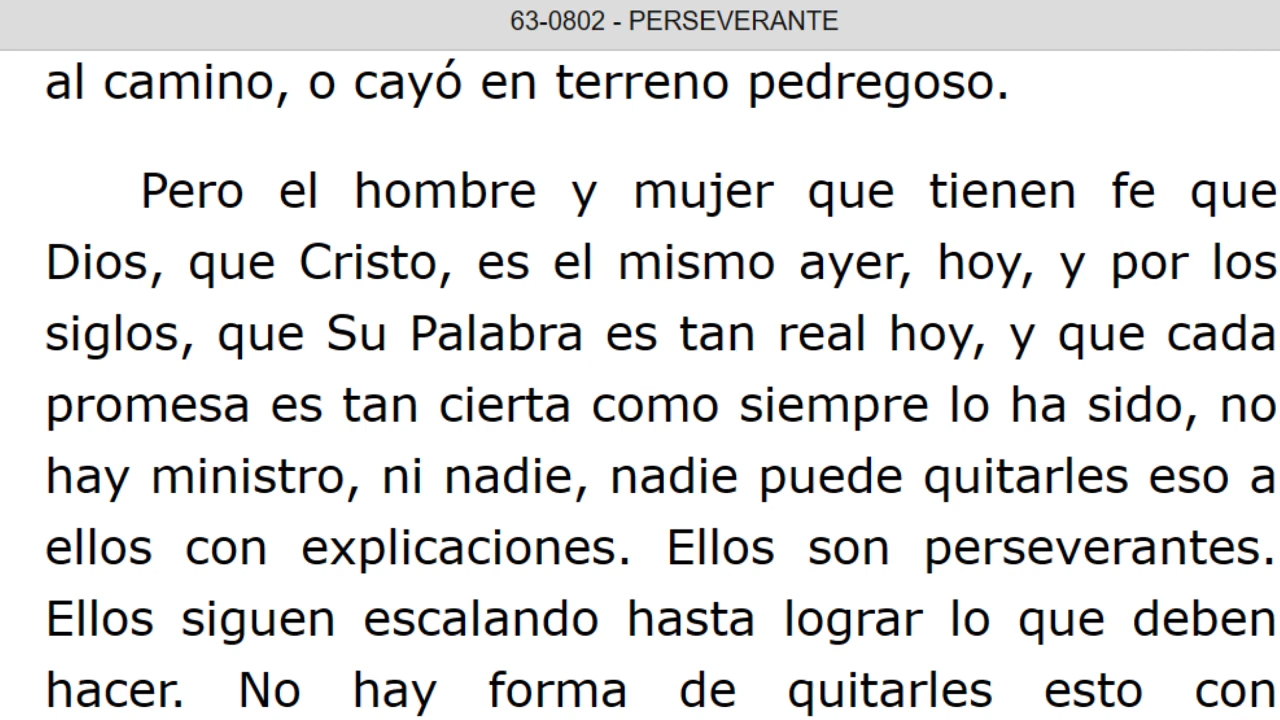 63-0802 - PERSEVERANTE
al camino, o cayó en terreno pedregoso.
Pero el hombre y mujer que tienen fe que
Dios, que Cristo, es el mismo ayer, hoy, y por los
siglos, que Su Palabra es tan real hoy, y que cada
promesa es tan cierta como siempre lo ha sido, no
hay ministro, ni nadie, nadie puede quitarles eso a
ellos con explicaciones. Ellos son perseverantes.
Ellos siguen escalando hasta lograr lo que deben
hacer. No hay forma de quitarles esto con